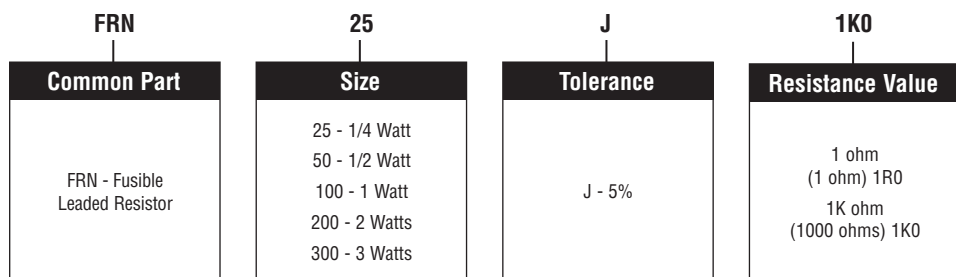 FRN
25
J
1K0
Common Part
Size
Tolerance
Resistance Value
FRN - Fusible
Leaded Resistor
25 - 1/4 Watt
50 - 1/2 Watt
100 - 1 Watt
200 - 2 Watts
300 - 3 Watts
J - 5%
1 ohm
(1 ohm) 1R0
1K ohm
(1000 ohms) 1K0